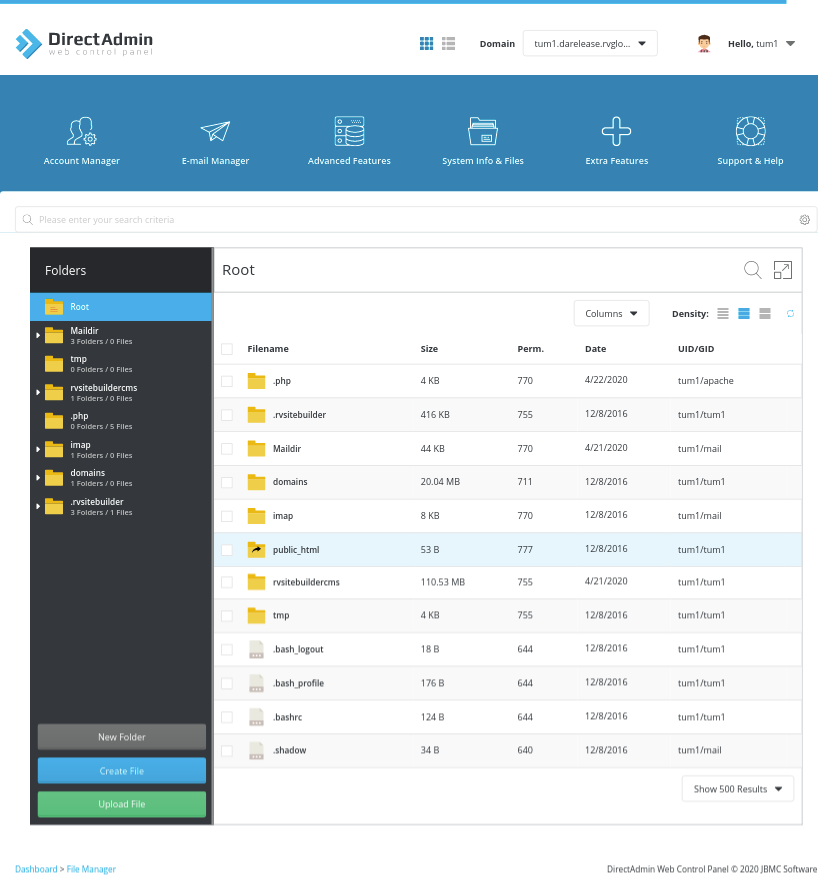 DirectAdmin
web control panel
Domain
tum1.darelease.rvglo...
Hello, tum1
Account Manager
E-mail Manager
Advanced Features
System Info & Files
Extra Features
Support & Help
Please enter your search criteria
Folders
Root
Maildir
3 Folders / 0 Files
tmp
0 Folders / 0 Files
rvsitebuildercms
1 Folders / 0 Files
.php
0 Folders / 5 Files
imap
1 Folders / 0 Files
domains
1 Folders / 0 Files
.rvsitebuilder
3 Folders / 1 Files
New Folder
Create File
Upload File
Root
Columns
Density:
Filename Size Perm. Date UID/GID
.php 4 KB 770 4/22/2020 tum1/apache
.rvsitebuilder 416 KB 755 12/8/2016 tum1/tum1
Maildir 44 KB 770 4/21/2020 tum1/mail
domains 20.04 MB 711 12/8/2016 tum1/tum1
imap 8 KB 770 12/8/2016 tum1/mail
public_html 53 B 777 12/8/2016 tum1/tum1
rvsitebuildercms 110.53 MB 755 4/21/2020 tum1/tum1
tmp 4 KB 755 12/8/2016 tum1/tum1
.bash_logout 18 B 644 12/8/2016 tum1/tum1
.bash_profile 176 B 644 12/8/2016 tum1/tum1
.bashrc 124 B 644 12/8/2016 tum1/tum1
.shadow 34 B 640 12/8/2016 tum1/mail
Show 500 Results
Dashboard > File Manager
DirectAdmin Web Control Panel © 2020 JBMC Software